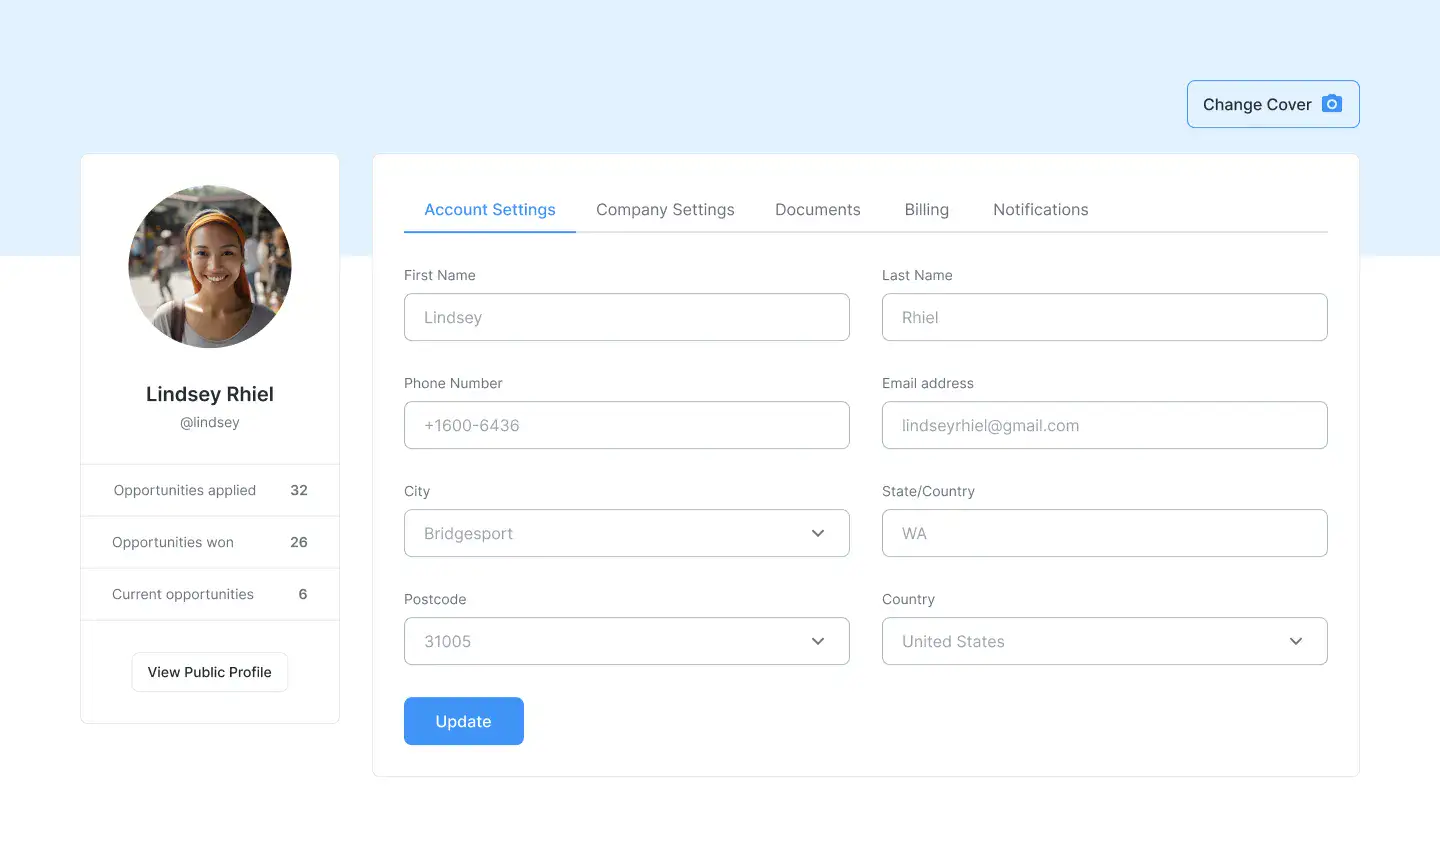 Change Cover
Lindsey Rhiel
@lindsey
Opportunities applied 32
Opportunities won 26
Current opportunities 6
View Public Profile
Account Settings Company Settings Documents Billing Notifications
First Name Last Name
Lindsey Rhiel
Phone Number Email address
+1600-6436 lindseyrhiel@gmail.com
City State/Country
Bridgesport WA
Postcode Country
31005 United States
Update